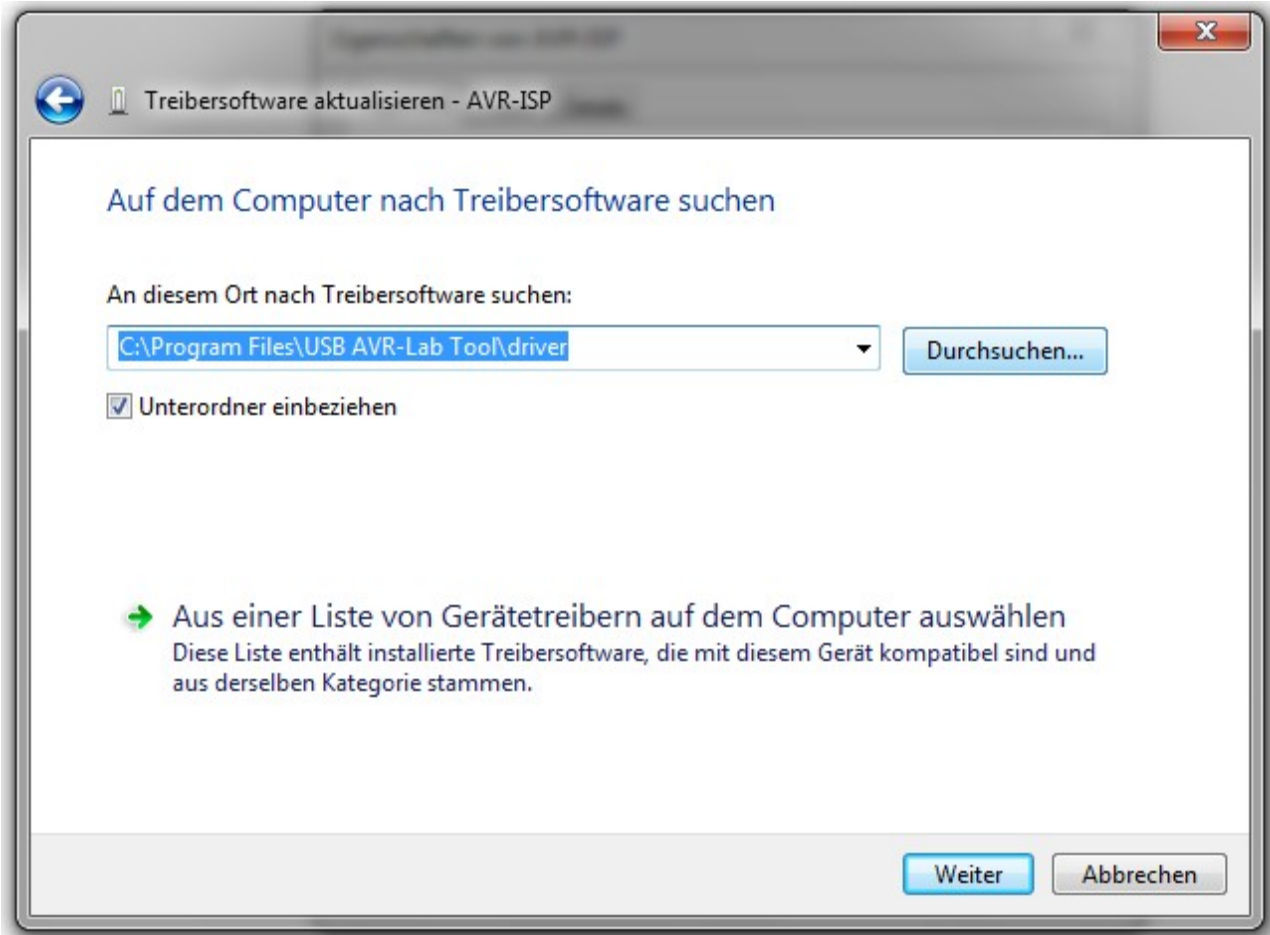 Treibersoftware aktualisieren - AVR-ISP
Auf dem Computer nach Treibersoftware suchen
An diesem Ort nach Treibersoftware suchen:
C:\Program Files\USB AVR-Lab Tool\driver
Durchsuchen...
Unterordner einbeziehen
Aus einer Liste von Gerätetreibern auf dem Computer auswählen
Diese Liste enthält installierte Treibersoftware, die mit diesem Gerät kompatibel sind und
aus derselben Kategorie stammen.
Weiter
Abbrechen